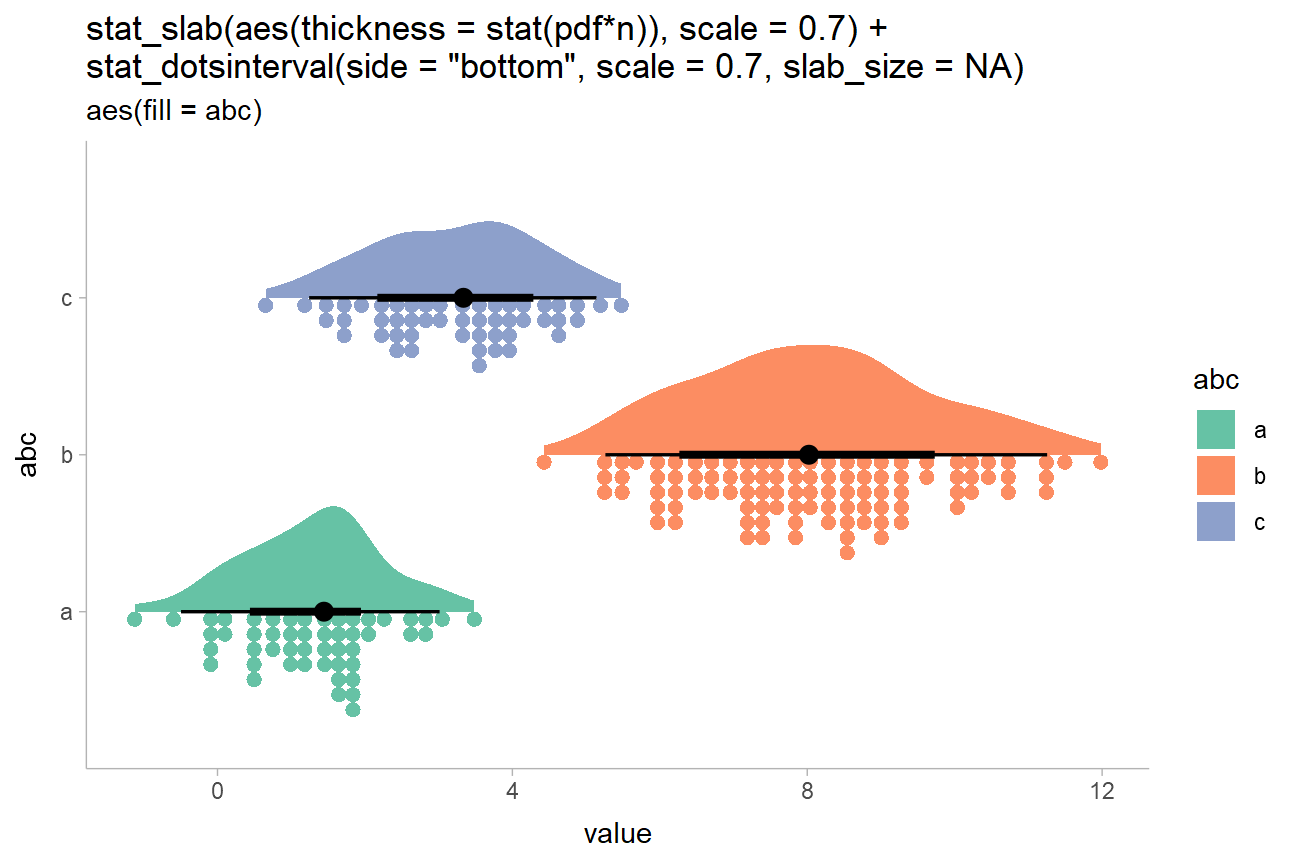 stat_slab(aes(thickness = stat(pdf*n)), scale = 0.7) +
stat_dotsinterval(side = "bottom", scale = 0.7, slab_size = NA)
aes(fill = abc)
c
b
a
abc
0 4 8 12
value
abc
a
b
c